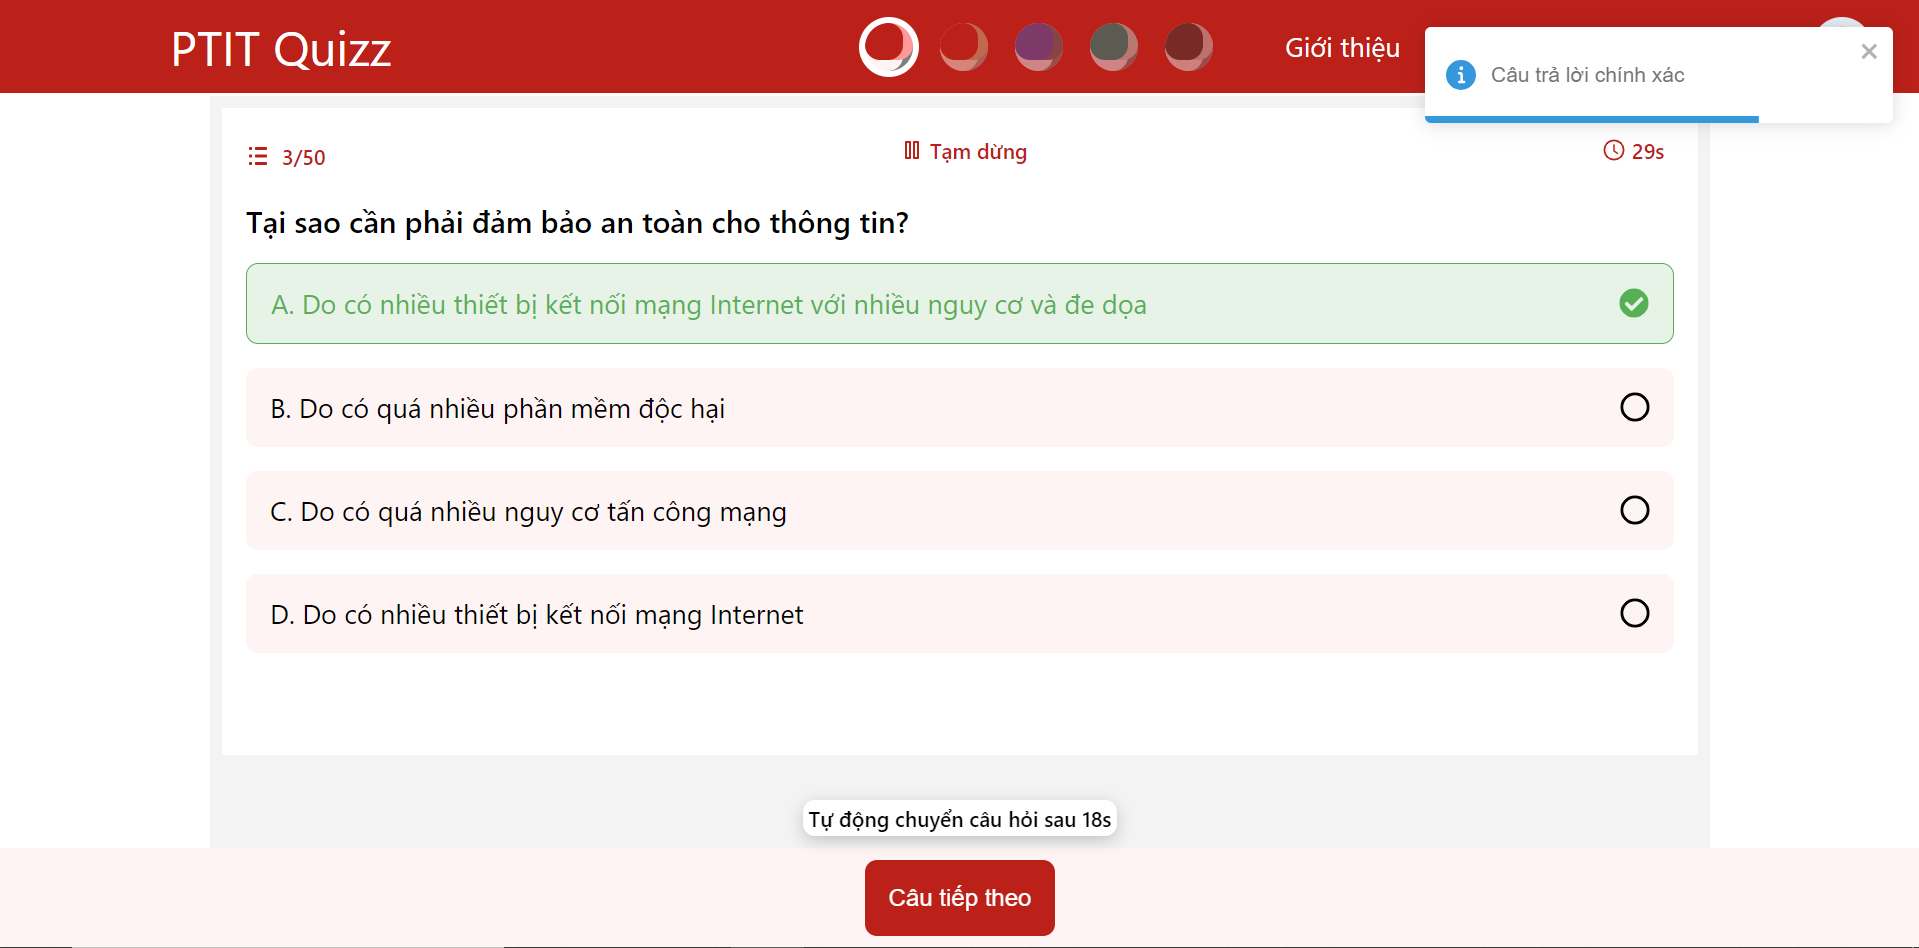 PTIT Quizz
Giới thiệu
Câu trả lời chính xác
3/50
Tạm dừng
29s
Tại sao cần phải đảm bảo an toàn cho thông tin?
A. Do có nhiều thiết bị kết nối mạng Internet với nhiều nguy cơ và đe dọa
B. Do có quá nhiều phần mềm độc hại
C. Do có quá nhiều nguy cơ tấn công mạng
D. Do có nhiều thiết bị kết nối mạng Internet
Tự động chuyển câu hỏi sau 18s
Câu tiếp theo